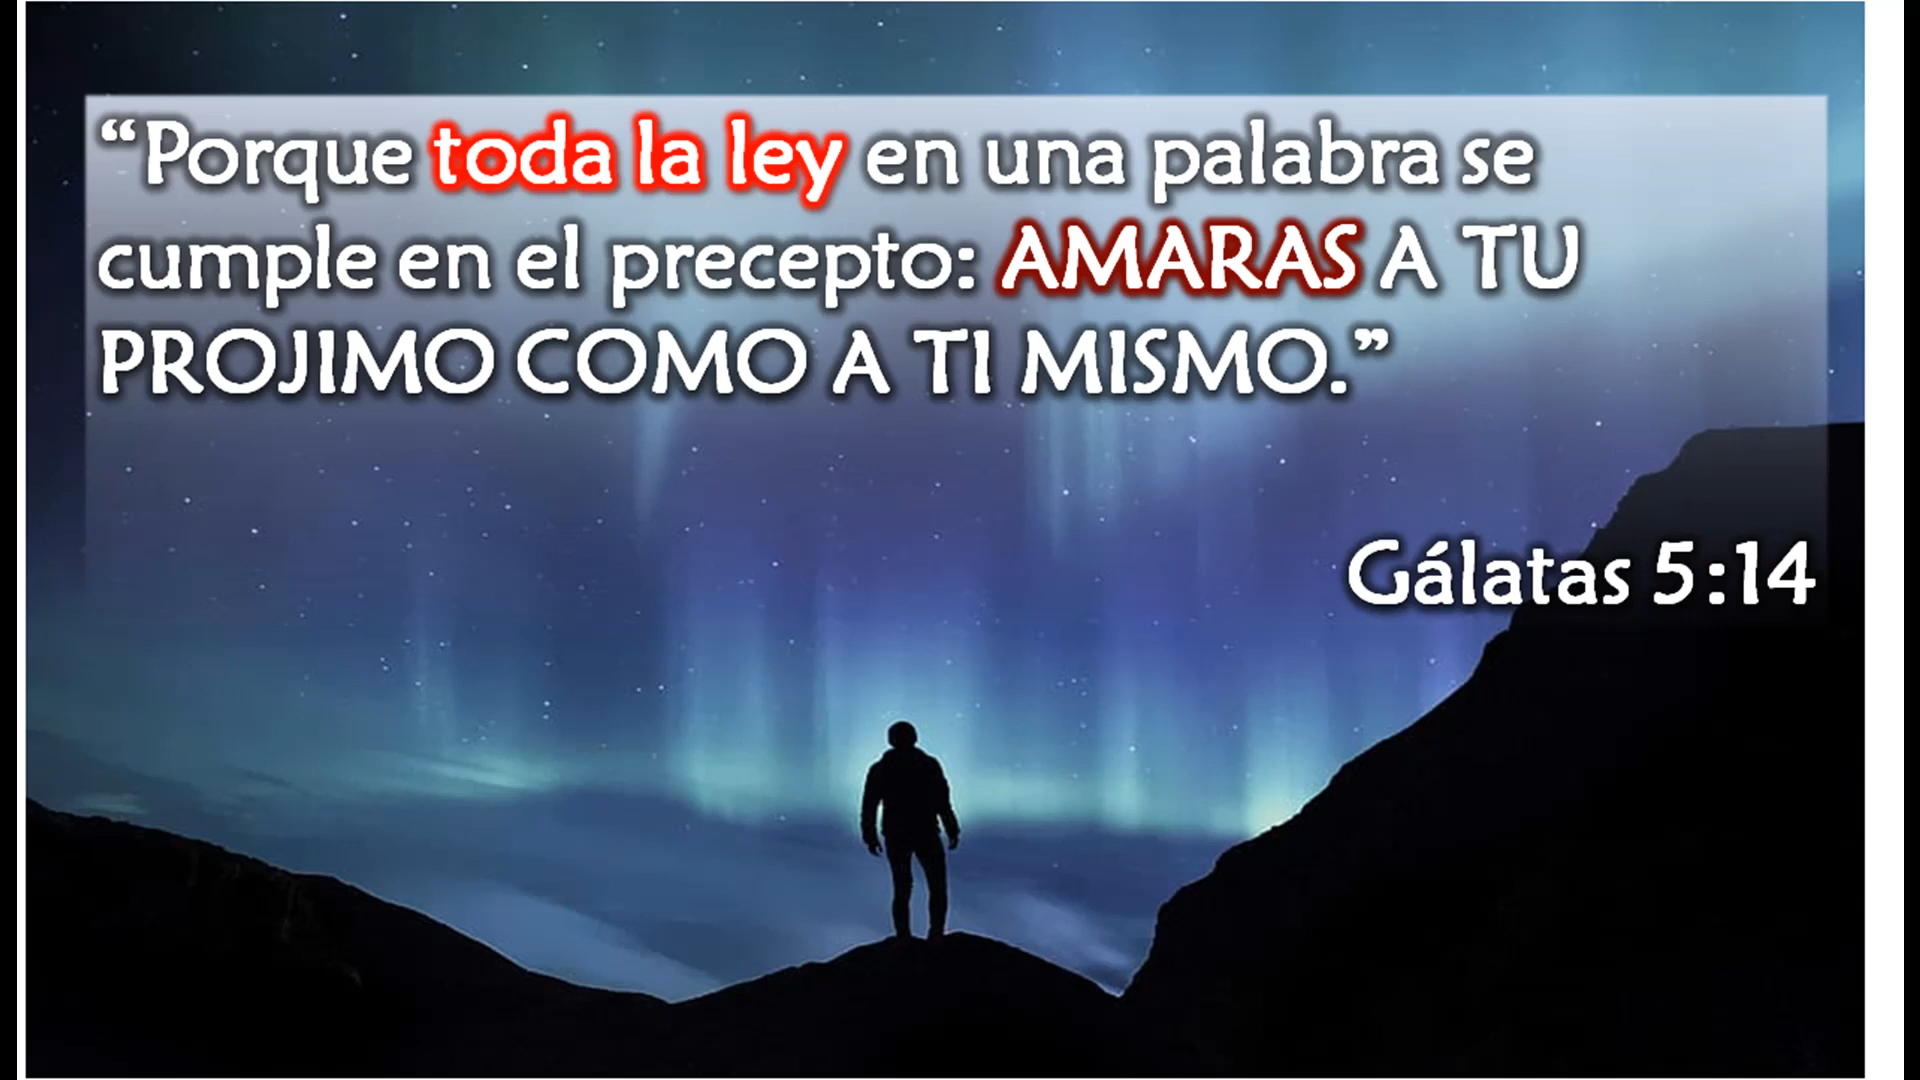 “Porque toda la ley en una palabra se
cumple en el precepto: AMARAS A TU
PROJIMO COMO A TI MISMO.”
Gálatas 5:14